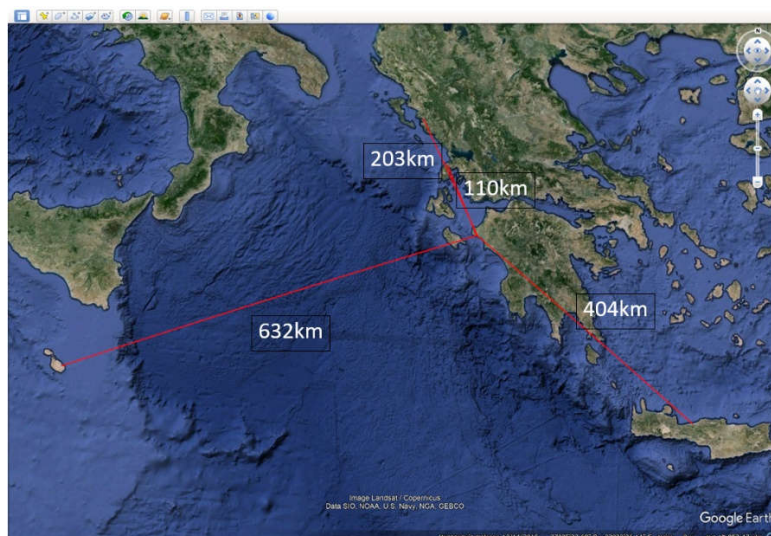 N
203km
110km
404km
632km
Image Landsat / Copernicus
Data SIO, NOAA, U.S. Navy, NGA, GEBCO
Google Earth